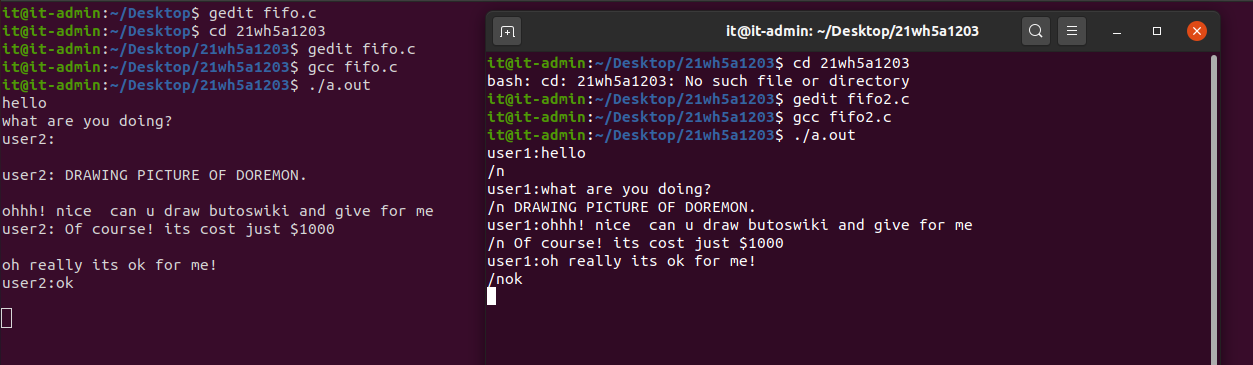 it@it-admin:~/Desktop$ gedit fifo.c
it@it-admin:~/Desktop$ cd 21wh5a1203
it@it-admin:~/Desktop/21wh5a1203$ gedit fifo.c
it@it-admin:~/Desktop/21wh5a1203$ gcc fifo.c
it@it-admin:~/Desktop/21wh5a1203$ ./a.out
hello
what are you doing?
user2:
user2: DRAWING PICTURE OF DOREMON.
ohhh! nice  can u draw butoswiki and give for me
user2: Of course! its cost just $1000
oh really its ok for me!
user2:ok
it@it-admin: ~/Desktop/21wh5a1203
it@it-admin:~/Desktop/21wh5a1203$ cd 21wh5a1203
bash: cd: 21wh5a1203: No such file or directory
it@it-admin:~/Desktop/21wh5a1203$ gedit fifo2.c
it@it-admin:~/Desktop/21wh5a1203$ gcc fifo2.c
it@it-admin:~/Desktop/21wh5a1203$ ./a.out
user1:hello
/n
user1:what are you doing?
/n DRAWING PICTURE OF DOREMON.
user1:ohhh! nice  can u draw butoswiki and give for me
/n Of course! its cost just $1000
user1:oh really its ok for me!
/nok